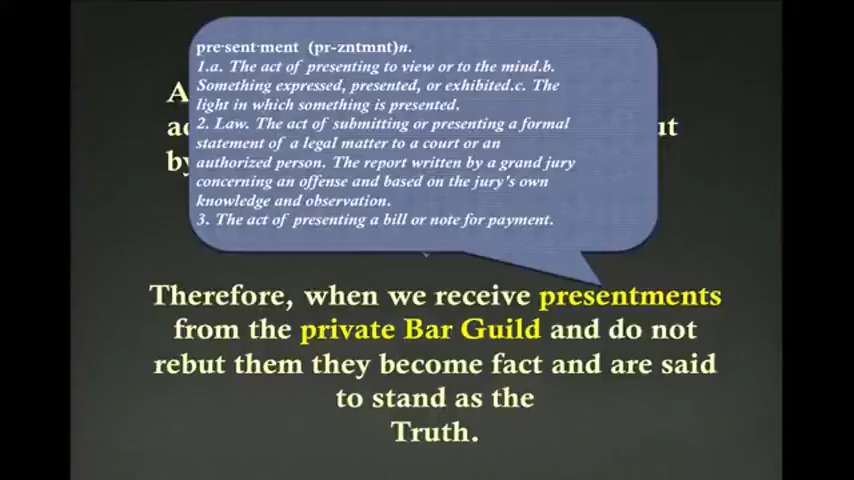 pre·sent·ment (pr-zntmnt)n.
1.a. The act of presenting to view or to the mind.b.
Something expressed, presented, or exhibited.c. The
light in which something is presented.
2. Law. The act of submitting or presenting a formal
statement of a legal matter to a court or an
authorized person. The report written by a grand jury
concerning an offense and based on the jury's own
knowledge and observation.
3. The act of presenting a bill or note for payment.
Therefore, when we receive presentments
from the private Bar Guild and do not
rebut them they become fact and are said
to stand as the
Truth.